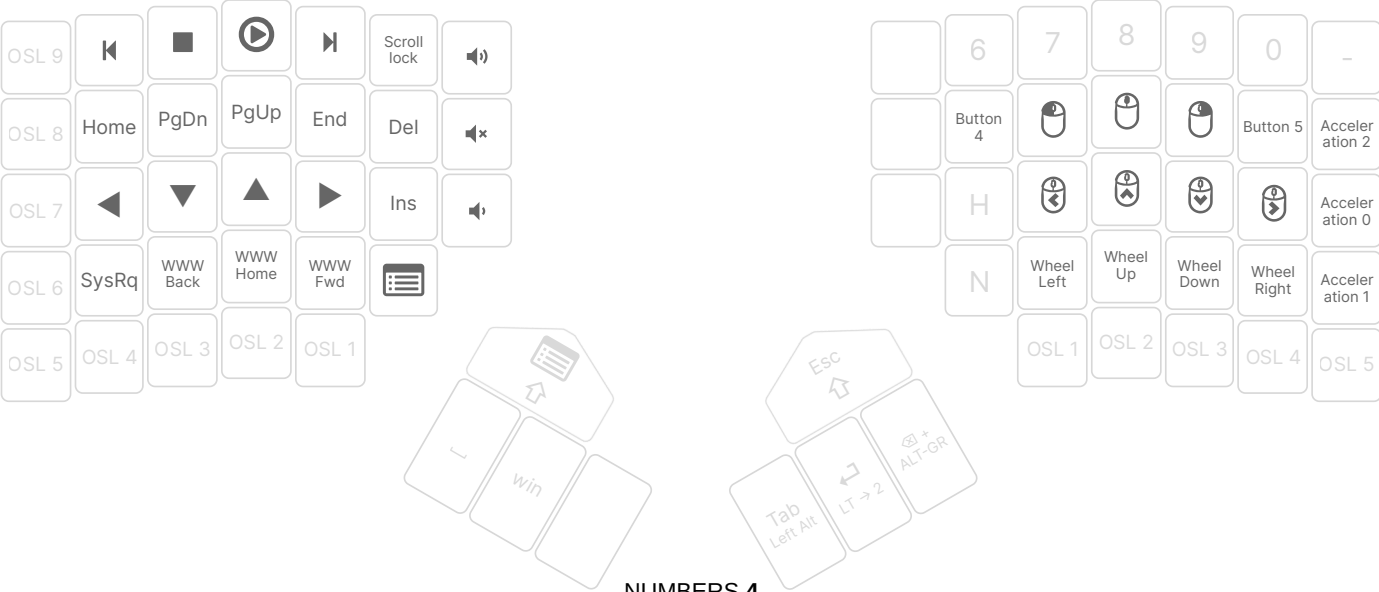 OSL 9
Scroll
lock
6
7
8
9
0
-
OSL 8
Home
PgDn
PgUp
End
Del
Button
4
Button 5
Acceler
ation 2
OSL 7
Ins
H
Acceler
ation 0
OSL 6
SysRq
WWW
Back
WWW
Home
WWW
Fwd
N
Wheel
Left
Wheel
Up
Wheel
Down
Wheel
Right
Acceler
ation 1
OSL 5
OSL 4
OSL 3
OSL 2
OSL 1
OSL 1
OSL 2
OSL 3
OSL 4
OSL 5
Esc
win
Tab
Left Alt
LT → 2
+
ALT-GR
NUMBERS 4